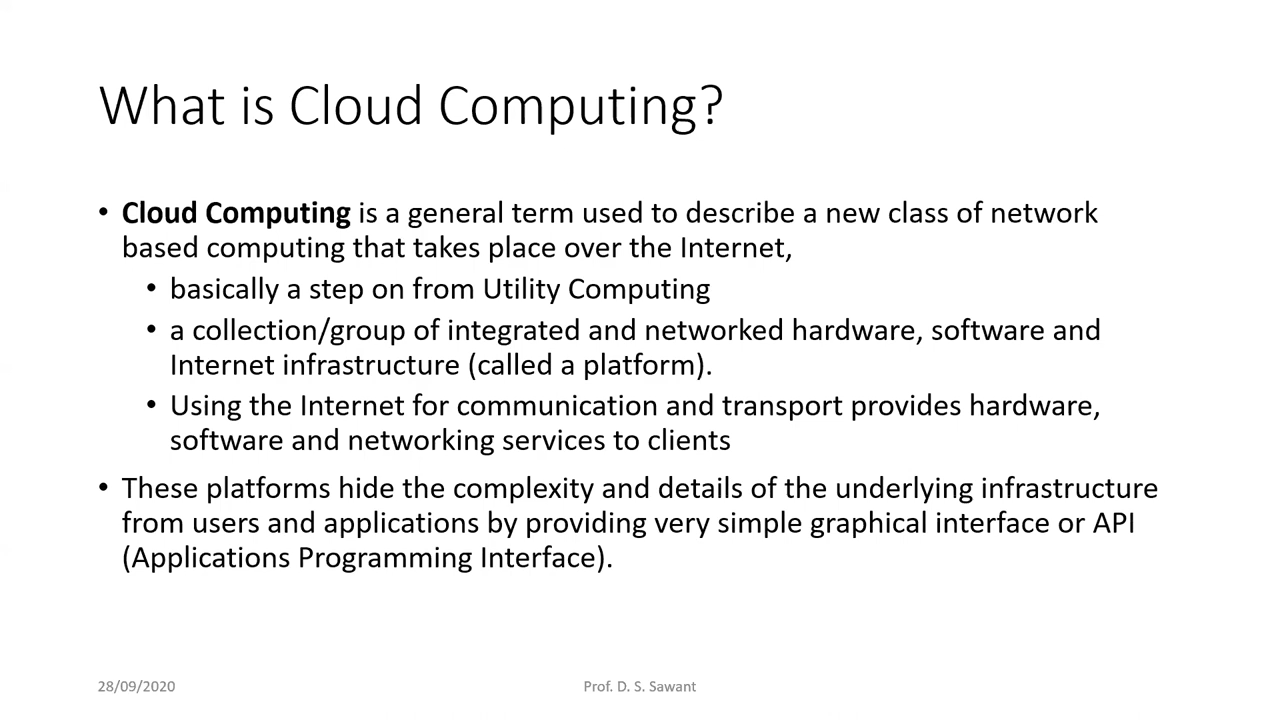 What is Cloud Computing?
• Cloud Computing is a general term used to describe a new class of network
based computing that takes place over the Internet,
• basically a step on from Utility Computing
• a collection/group of integrated and networked hardware, software and
Internet infrastructure (called a platform).
• Using the Internet for communication and transport provides hardware,
software and networking services to clients
• These platforms hide the complexity and details of the underlying infrastructure
from users and applications by providing very simple graphical interface or API
(Applications Programming Interface).
28/09/2020
Prof. D. S. Sawant